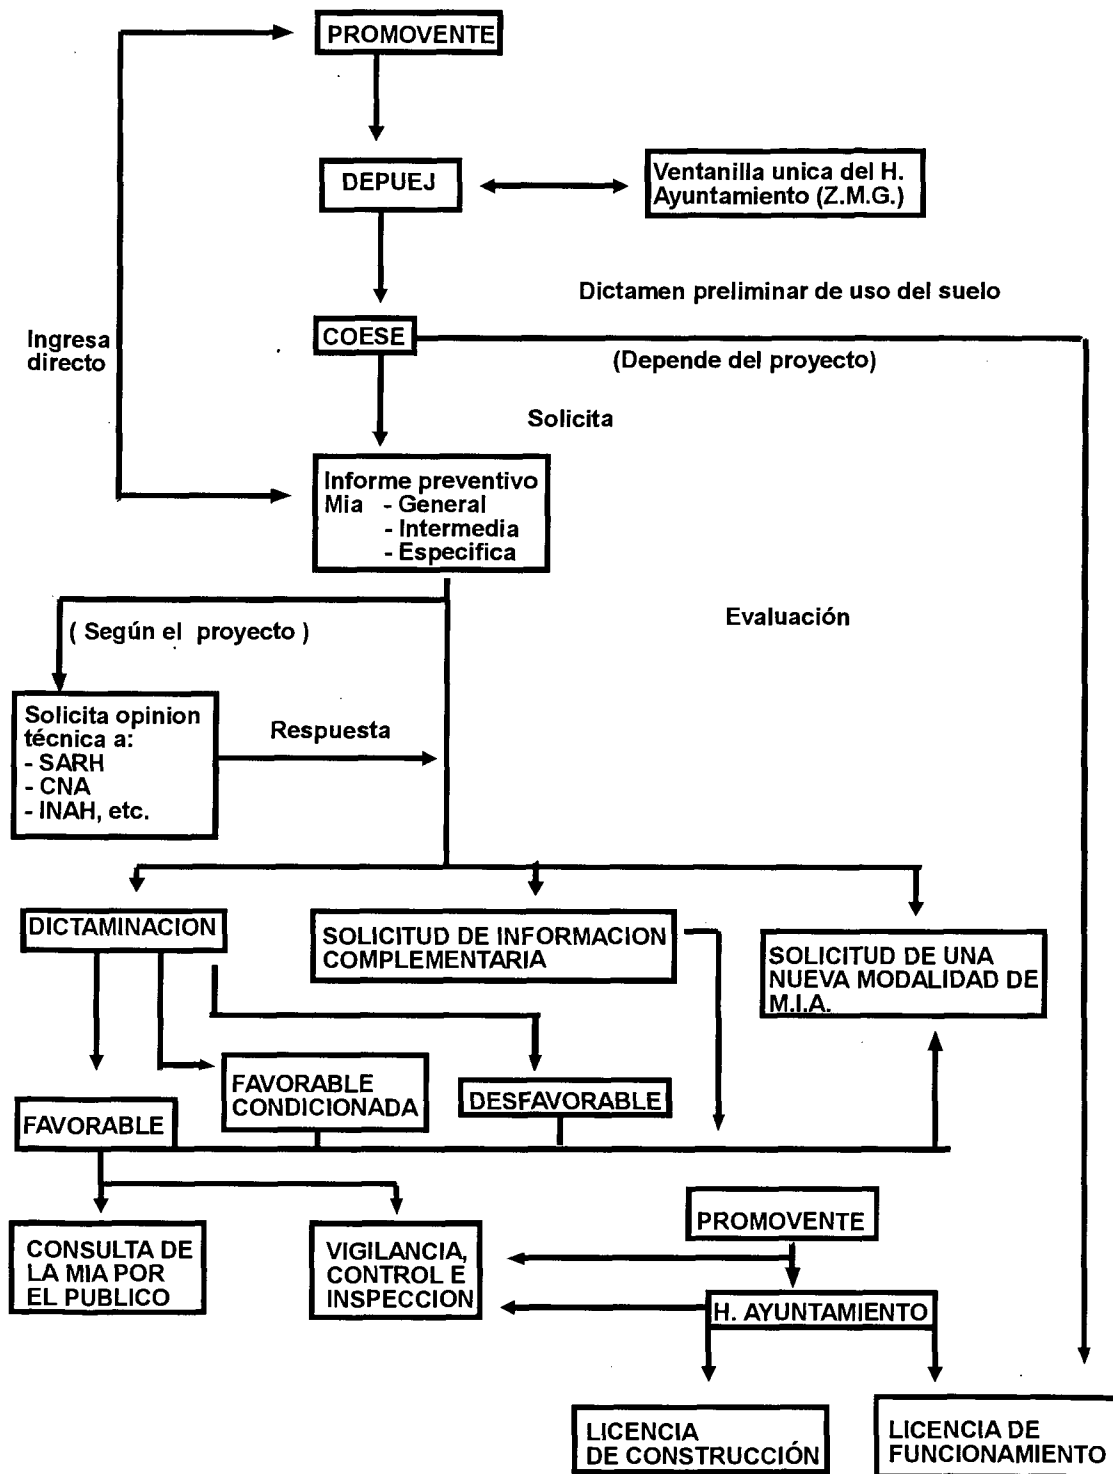 PROMOVENTE
DEPUEJ
Ventanilla unica del H.
Ayuntamiento (Z.M.G.)
Dictamen preliminar de uso del suelo
COESE
(Depende del proyecto)
Ingresa
directo
Solicita
Informe preventivo
Mia - General
- Intermedia
- Especifica
Evaluación
( Según el proyecto )
Solicita opinion
técnica a:
- SARH
- CNA
- INAH, etc.
Respuesta
DICTAMINACION
SOLICITUD DE INFORMACION
COMPLEMENTARIA
SOLICITUD DE UNA
NUEVA MODALIDAD DE
M.I.A.
FAVORABLE
CONDICIONADA
DESFAVORABLE
FAVORABLE
CONSULTA DE
LA MIA POR
EL PUBLICO
VIGILANCIA,
CONTROL E
INSPECCION
PROMOVENTE
H. AYUNTAMIENTO
LICENCIA
DE CONSTRUCCIÓN
LICENCIA DE
FUNCIONAMIENTO